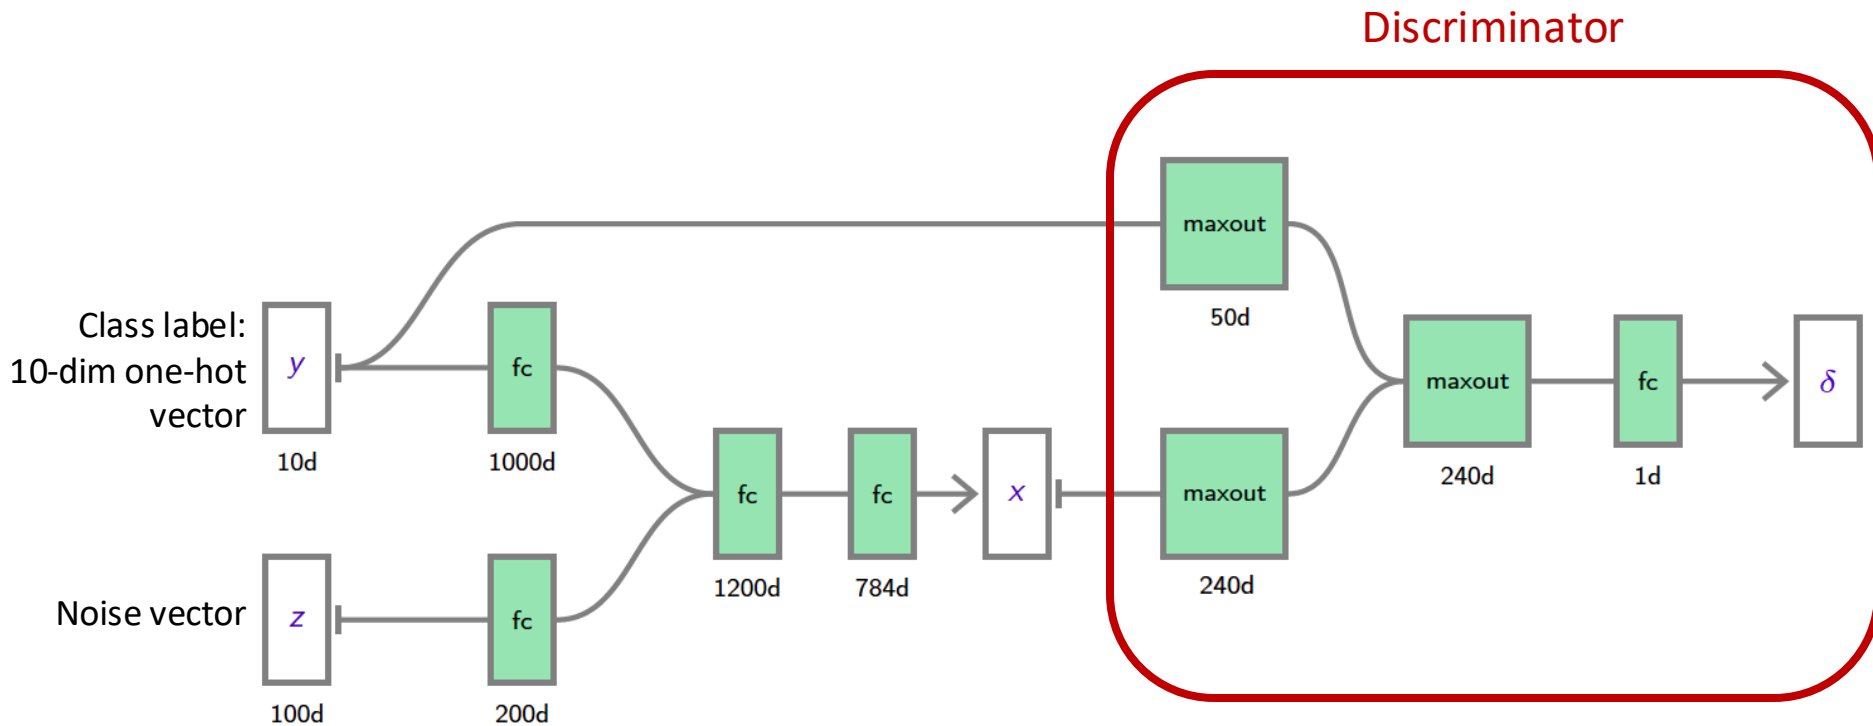 Discriminator
maxout
50d
Class label:
10-dim one-hot
vector
y
10d
fc
1000d
maxout
240d
fc
1d
δ
fc
1200d
fc
784d
x
maxout
240d
Noise vector
z
100d
fc
200d